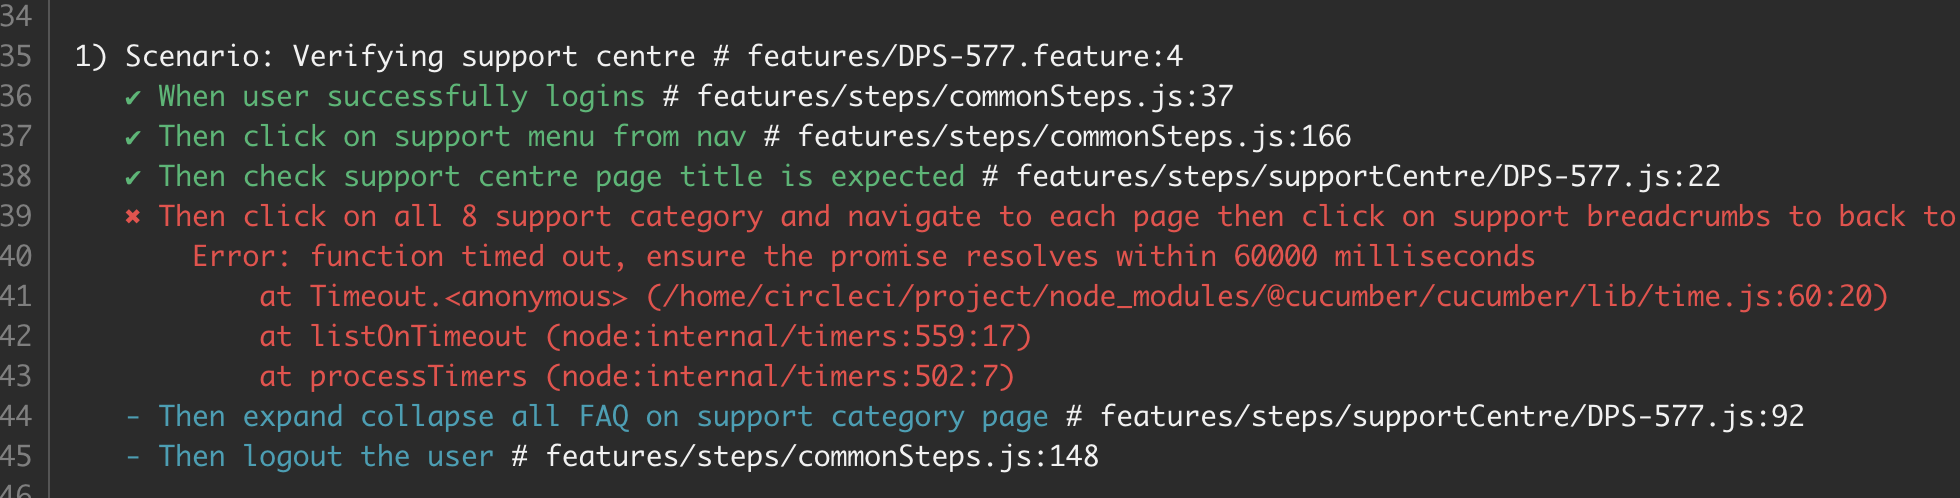 34
35 1) Scenario: Verifying support centre # features/DPS-577.feature:4
36 ✔ When user successfully logins # features/steps/commonSteps.js:37
37 ✔ Then click on support menu from nav # features/steps/commonSteps.js:166
38 ✔ Then check support centre page title is expected # features/steps/supportCentre/DPS-577.js:22
39 ✖ Then click on all 8 support category and navigate to each page then click on support breadcrumbs to back to
40 Error: function timed out, ensure the promise resolves within 60000 milliseconds
41 at Timeout.<anonymous> (/home/circleci/project/node_modules/@cucumber/cucumber/lib/time.js:60:20)
42 at listOnTimeout (node:internal/timers:559:17)
43 at processTimers (node:internal/timers:502:7)
44 - Then expand collapse all FAQ on support category page # features/steps/supportCentre/DPS-577.js:92
45 - Then logout the user # features/steps/commonSteps.js:148
46